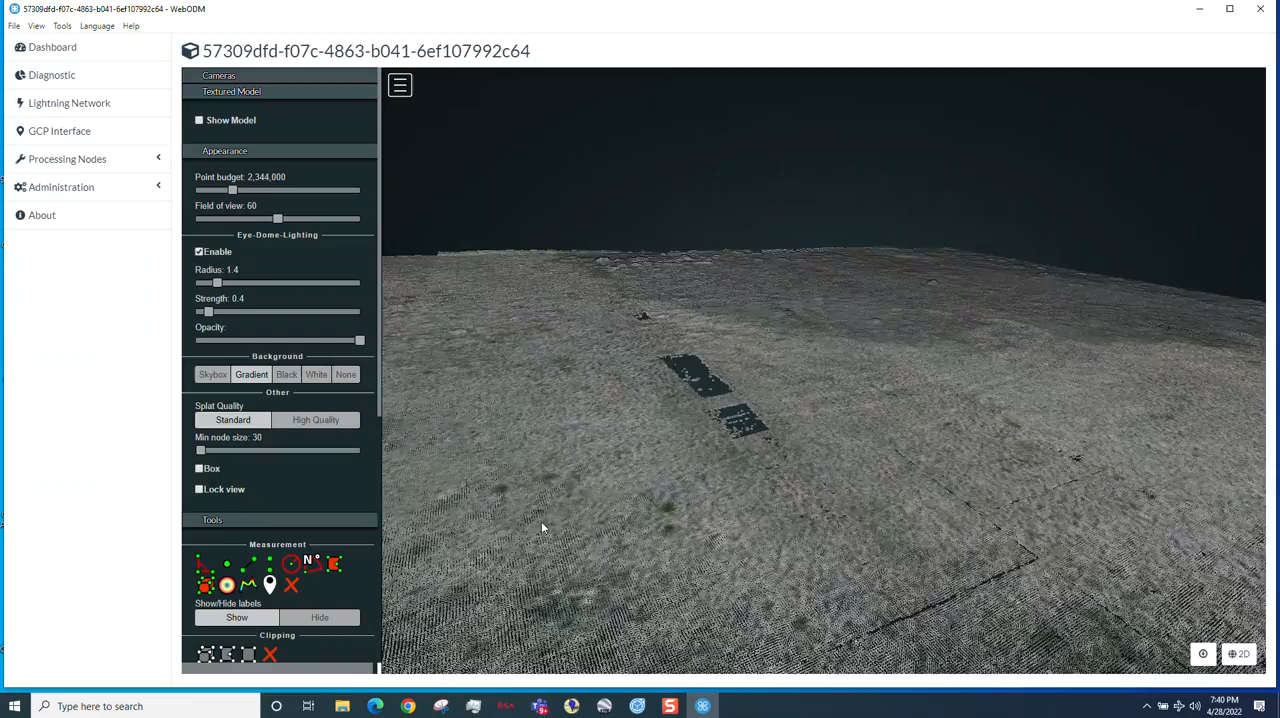 57309dfd-f07c-4863-b041-6ef107992c64 - WebODM
File View Tools Language Help
Dashboard
Diagnostic
Lightning Network
GCP Interface
Processing Nodes
Administration
About
57309dfd-f07c-4863-b041-6ef107992c64
Cameras
Textured Model
Show Model
Appearance
Point budget: 2,344,000
Field of view: 60
Eye-Dome-Lighting
Enable
Radius: 1.4
Strength: 0.4
Opacity:
Background
Skybox Gradient Black White None
Other
Splat Quality
Standard High Quality
Min node size: 30
Box
Lock view
Tools
Measurement
N°
Show/Hide labels
Show Hide
Clipping
2D
Type here to search
RSA
7:40 PM
4/28/2022